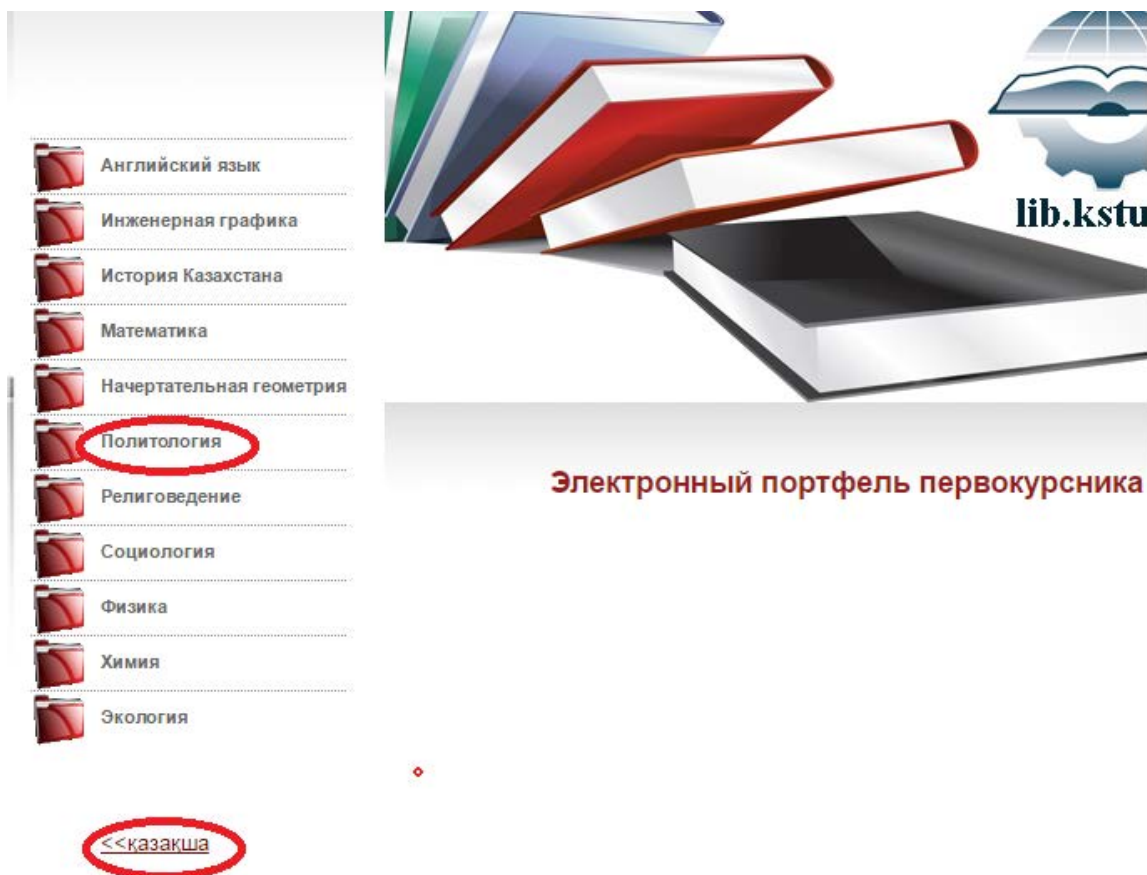 Английский язык
Инженерная графика
История Казахстана
Математика
Начертательная геометрия
Политология
Религоведение
Социология
Физика
Химия
Экология
<<қазақша
lib.kstu
Электронный портфель первокурсника